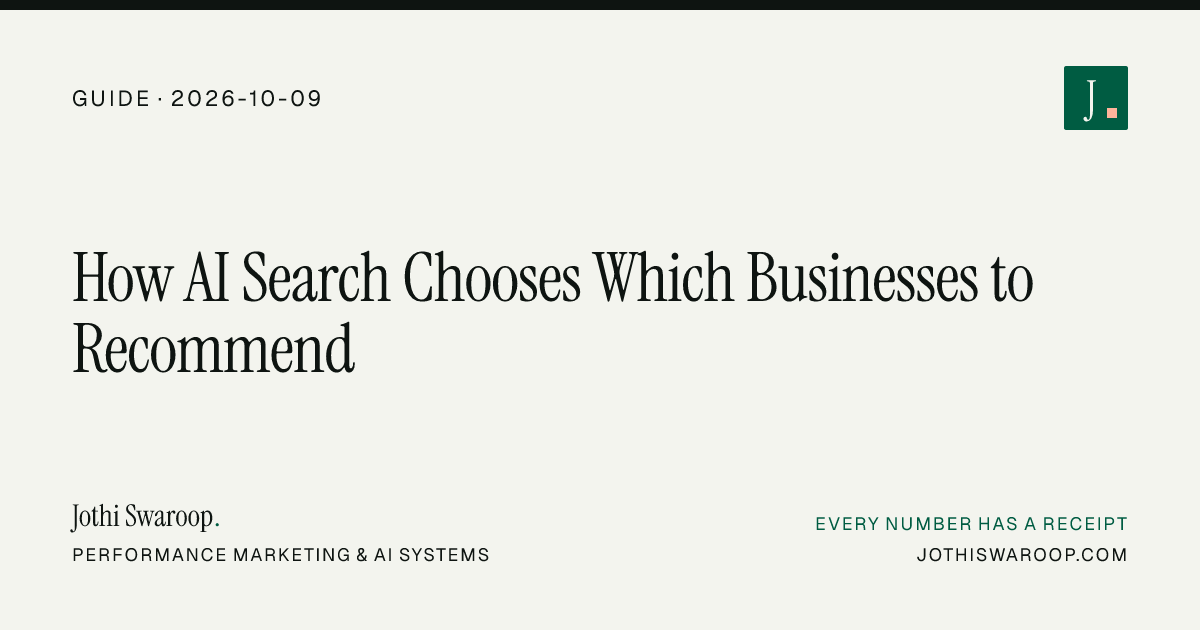 GUIDE · 2026-10-09
J.
How AI Search Chooses Which Businesses to
Recommend
Jothi Swaroop.
PERFORMANCE MARKETING & AI SYSTEMS
EVERY NUMBER HAS A RECEIPT
JOTHISWAROOP.COM